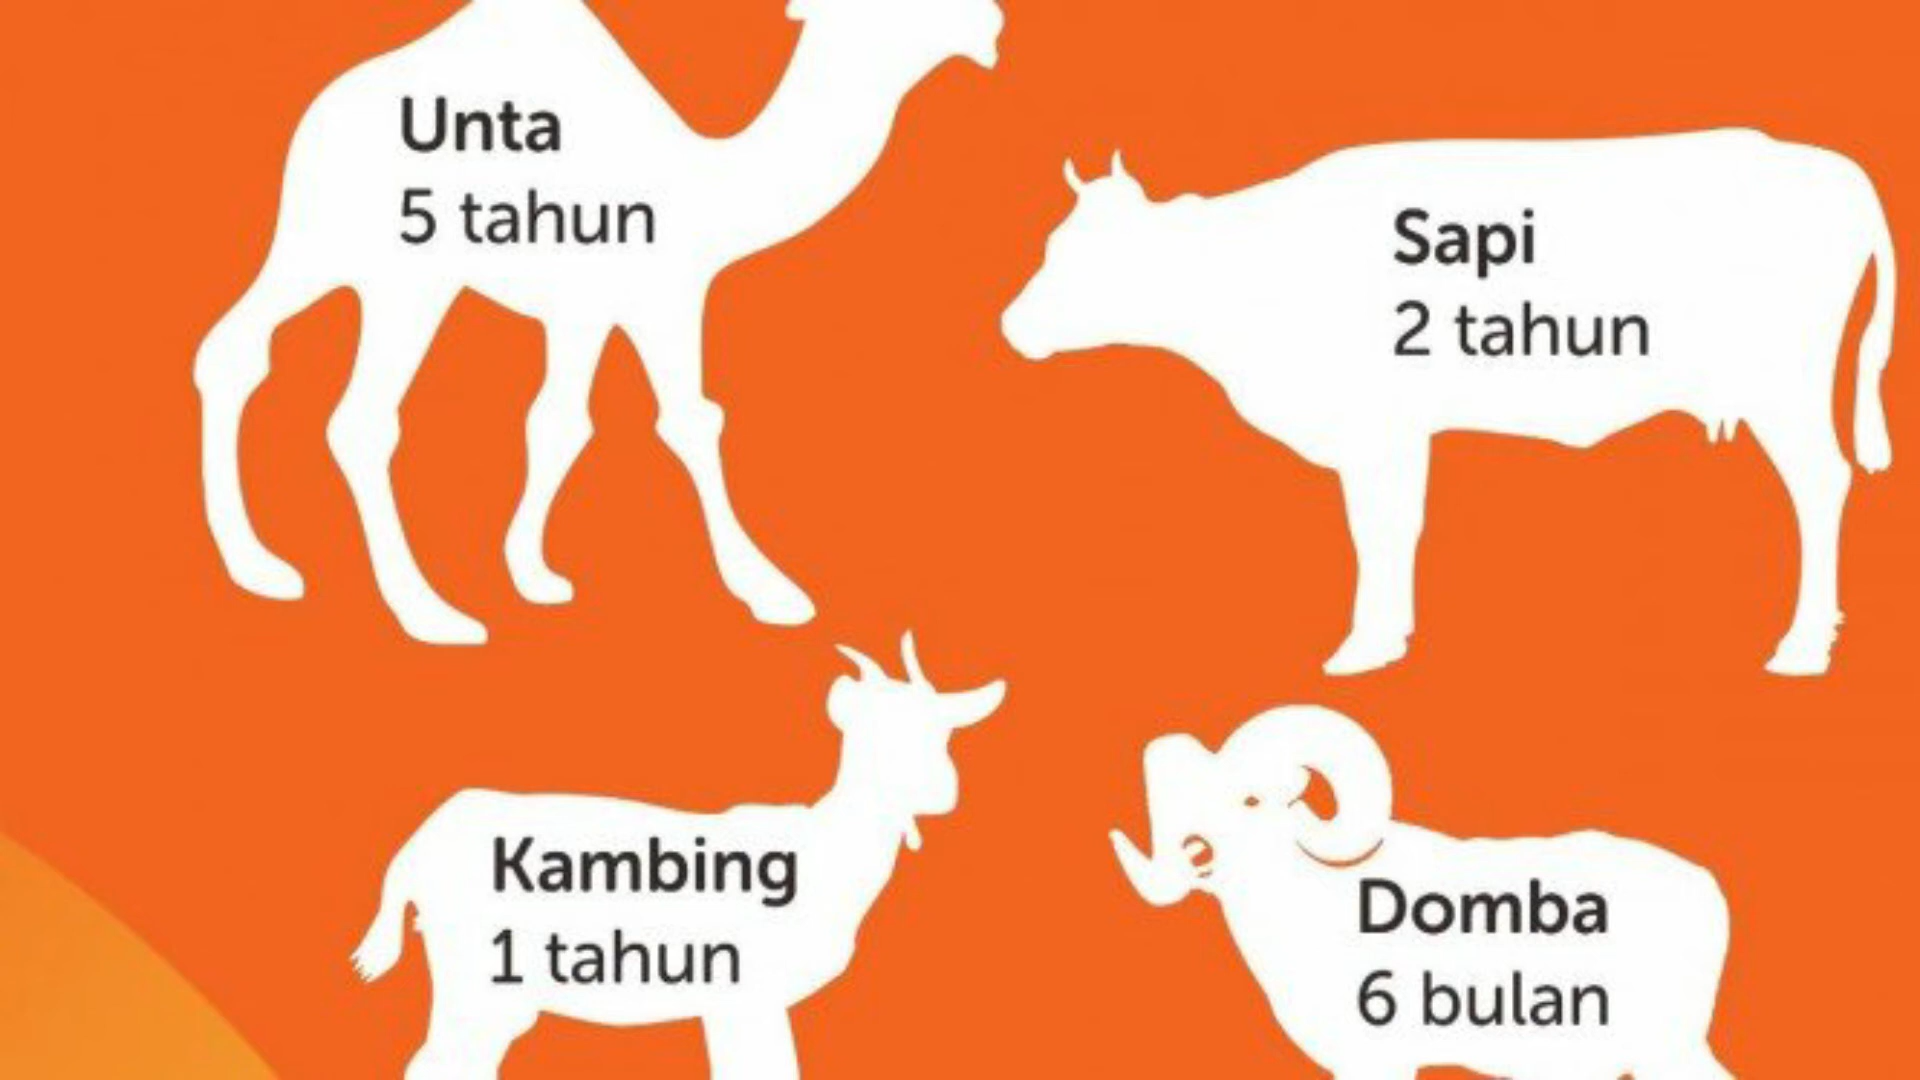 Unta
5 tahun
Sapi
2 tahun
Kambing
1 tahun
Domba
6 bulan